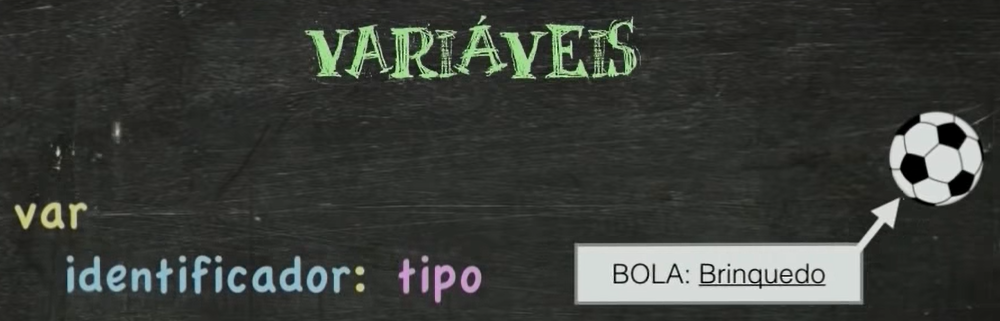 VARIÁVEIS
var
identificador: tipo
BOLA: Brinquedo